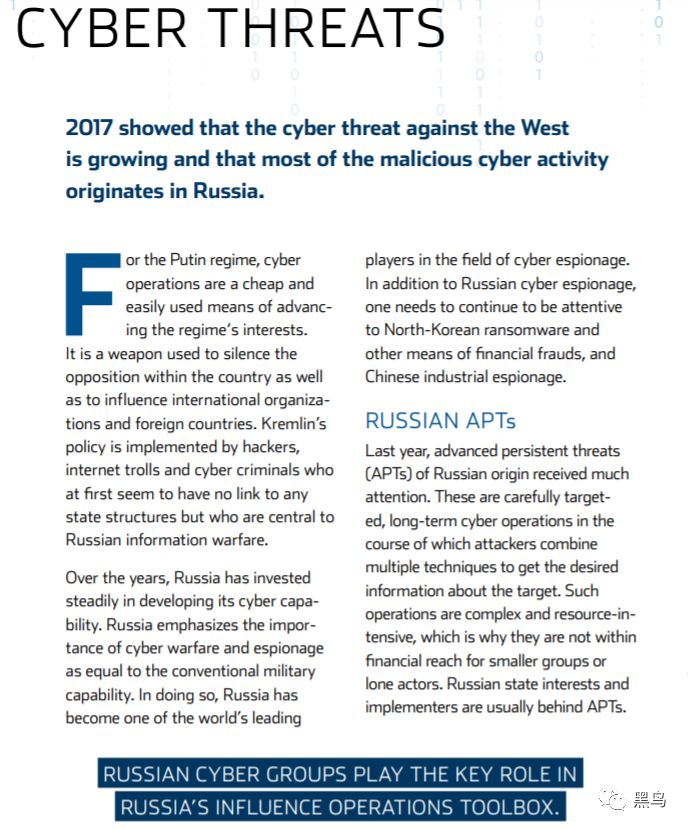 CYBER THREATS
2017 showed that the cyber threat against the West
is growing and that most of the malicious cyber activity
originates in Russia.
For the Putin regime, cyber
operations are a cheap and
easily used means of advanc-
ing the regime's interests.
It is a weapon used to silence the
opposition within the country as well
as to influence international organiza-
tions and foreign countries. Kremlin's
policy is implemented by hackers,
internet trolls and cyber criminals who
at first seem to have no link to any
state structures but who are central to
Russian information warfare.
Over the years, Russia has invested
steadily in developing its cyber capa-
bility. Russia emphasizes the impor-
tance of cyber warfare and espionage
as equal to the conventional military
capability. In doing so, Russia has
become one of the world's leading
players in the field of cyber espionage.
In addition to Russian cyber espionage,
one needs to continue to be attentive
to North-Korean ransomware and
other means of financial frauds, and
Chinese industrial espionage.
RUSSIAN APTs
Last year, advanced persistent threats
(APTs) of Russian origin received much
attention. These are carefully target-
ed, long-term cyber operations in the
course of which attackers combine
multiple techniques to get the desired
information about the target. Such
operations are complex and resource-in-
tensive, which is why they are not within
financial reach for smaller groups or
lone actors. Russian state interests and
implementers are usually behind APTs.
RUSSIAN CYBER GROUPS PLAY THE KEY ROLE IN
RUSSIA'S INFLUENCE OPERATIONS TOOLBOX.
黑鸟